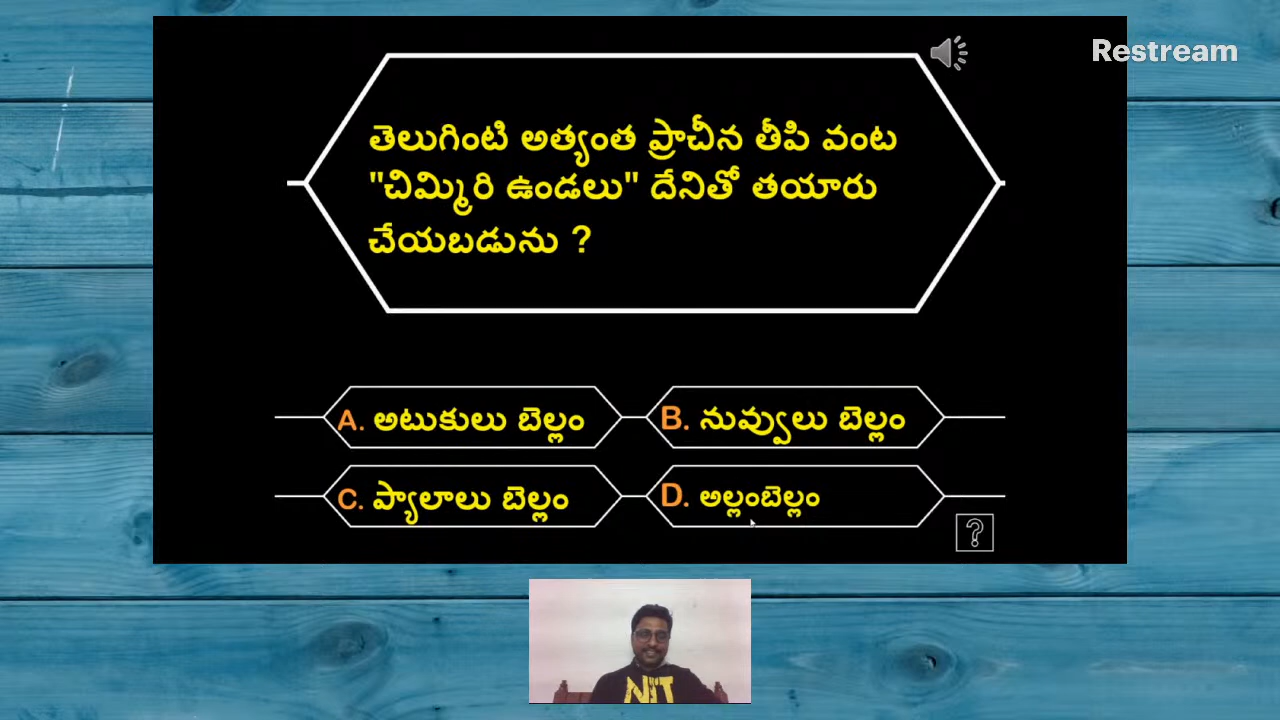 Restream
తెలుగింటి అత్యంత ప్రాచీన తీపి వంట
"చిమ్మిరి ఉండలు" దేనితో తయారు
చేయబడును ?
A. అటుకులు బెల్లం
B. నువ్వులు బెల్లం
C. ప్యాలాలు బెల్లం
D. అల్లంబెల్లం
?
NIT